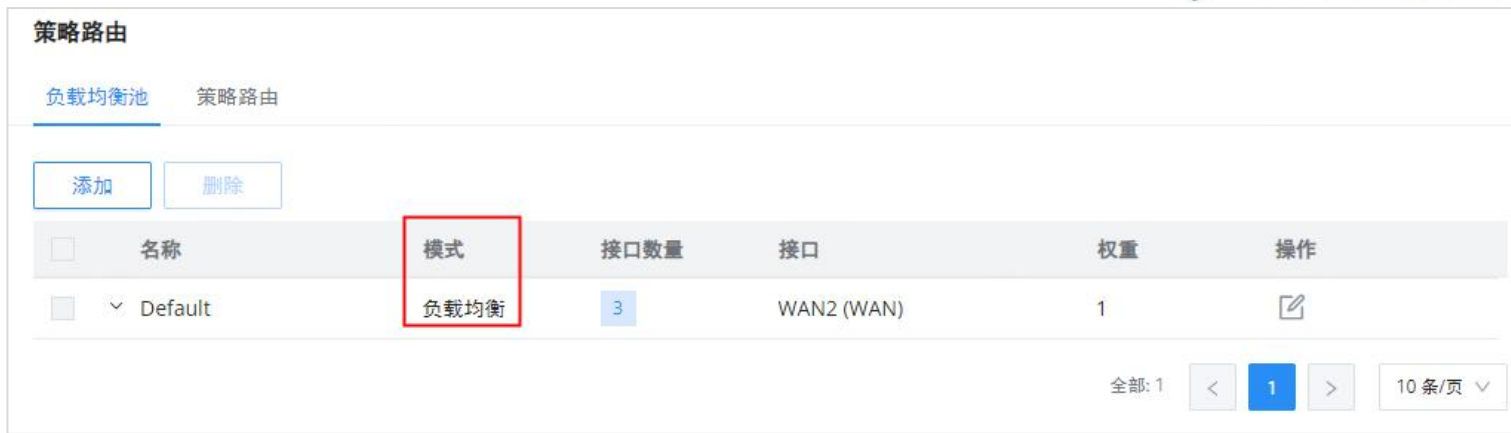 策略路由
负载均衡池 策略路由
添加 删除
名称 模式 接口数量 接口 权重 操作
Default 负载均衡 3 WAN2 (WAN) 1
全部: 1 < 1 > 10 条/页